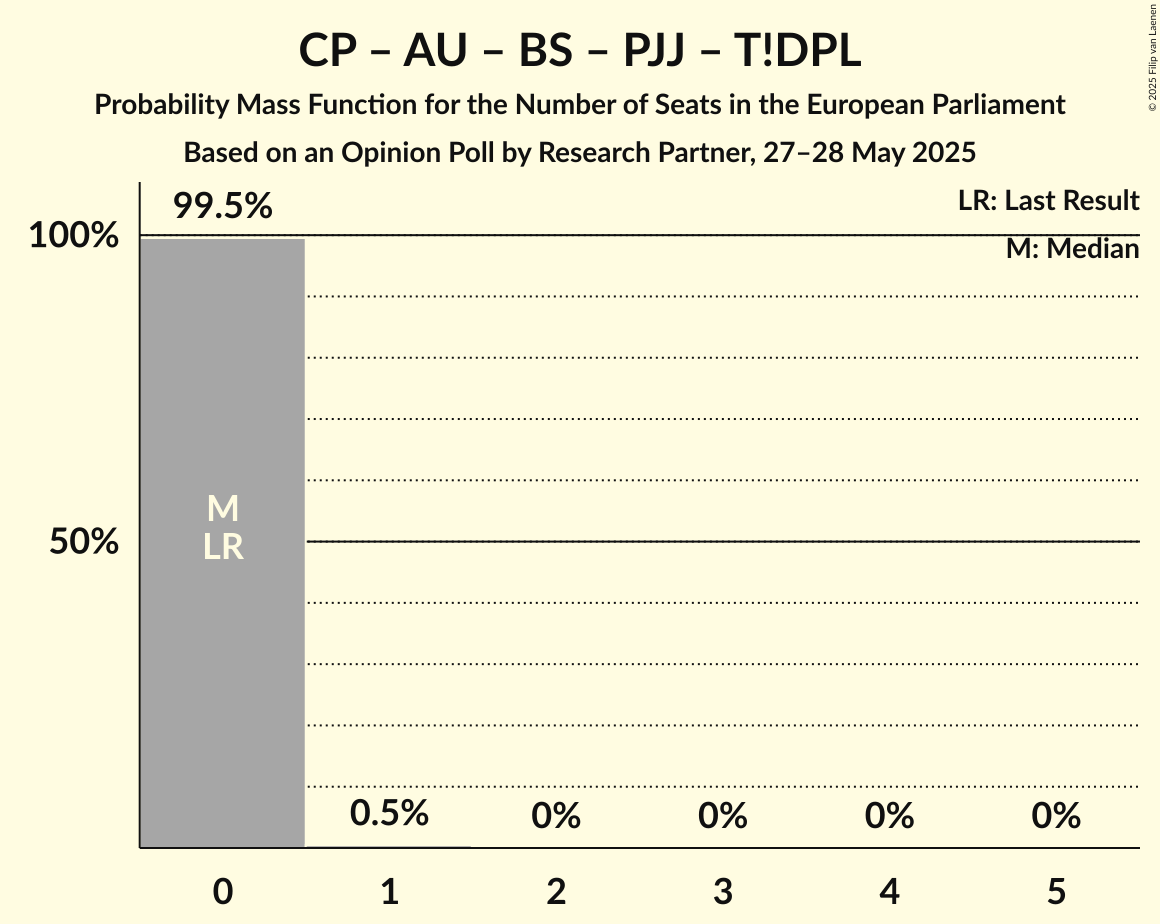 CP – AU – BS – PJJ – T!DPL
Probability Mass Function for the Number of Seats in the European Parliament
Based on an Opinion Poll by Research Partner, 27–28 May 2025
© 2025 Filip van Laenen
LR: Last Result
M: Median
99.5%
100%
50%
M
LR
0.5%
0%
0%
0%
0%
0
1
2
3
4
5